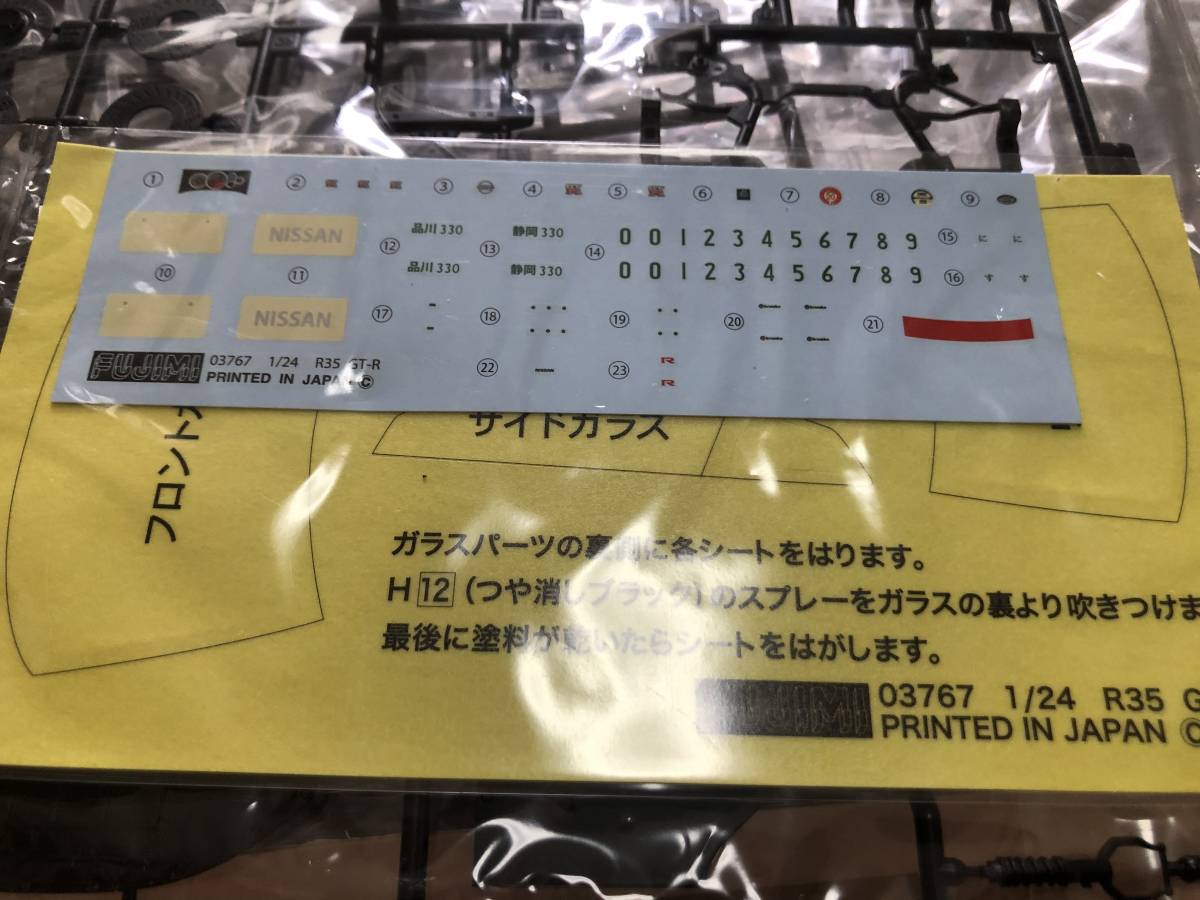 ① ② ③ ④ ⑤ ⑥ ⑦ ⑧ ⑨
NISSAN
⑫ 品川 330 ⑬ 静岡 330 ⑭ 0 0 1 2 3 4 5 6 7 8 9 ⑮ に に
⑩ ⑪
品川 330 静岡 330 0 0 1 2 3 4 5 6 7 8 9 ⑯ す す
NISSAN
⑰ ⑱ ⑲ ⑳ ㉑
FUJIMI 03767 1/24 R35 GT-R
PRINTED IN JAPAN ©
㉒ NISSAN ㉓ R
R
フロントガ
サイドガラス
ガラスパーツの裏側に各シートをはります。
H 12 (つや消しブラック)のスプレーをガラスの裏より吹きつけま
最後に塗料が乾いたらシートをはがします。
FUJIMI 03767 1/24 R35 G
PRINTED IN JAPAN ©